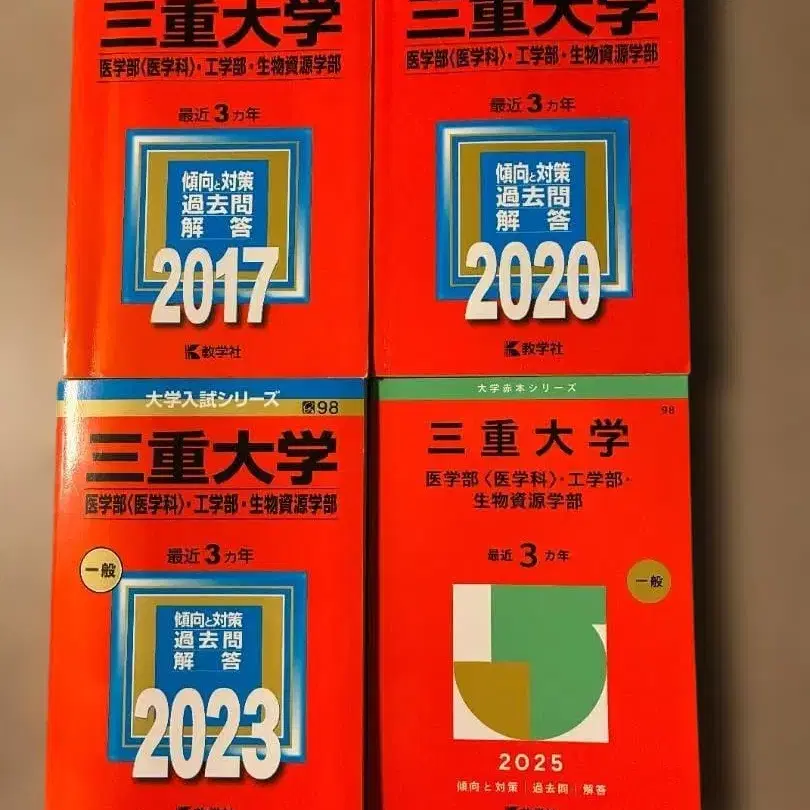 三重大学
医学部〈医学科〉・工学部・生物資源学部
最近3カ年
傾向と対策
過去問
解答
2017
教学社
三重大学
医学部〈医学科〉・工学部・生物資源学部
最近3カ年
傾向と対策
過去問
解答
2020
教学社
大学入試シリーズ
98
三重大学
医学部〈医学科〉・工学部・生物資源学部
最近3カ年
一般
傾向と対策
過去問
解答
2023
教学社
大学赤本シリーズ
98
三重大学
医学部〈医学科〉・工学部・
生物資源学部
最近3カ年
一般
2025
傾向と対策|過去問|解答